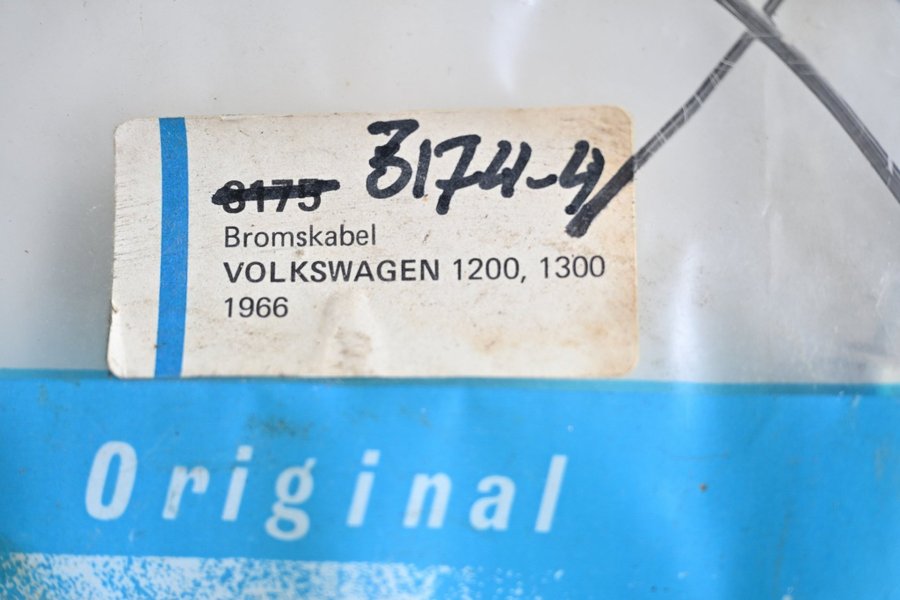 8175 3174-4
Bromskabel
VOLKSWAGEN 1200, 1300
1966
Original